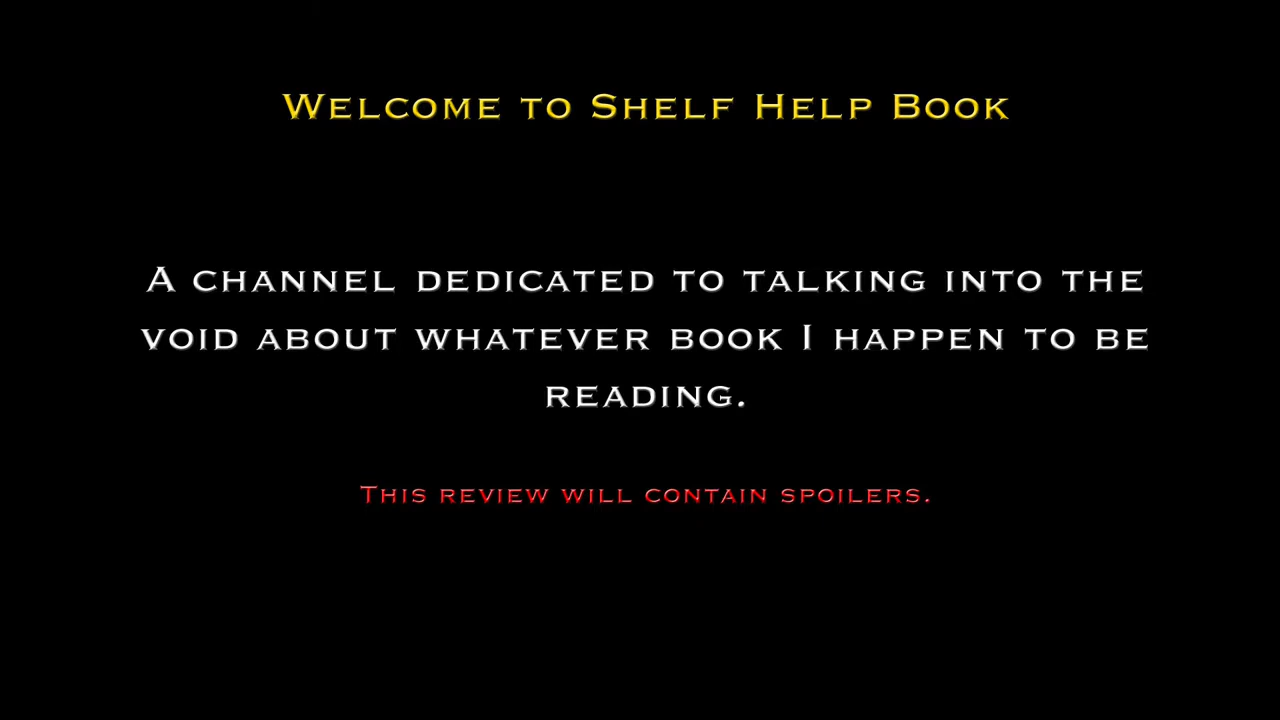 Welcome to Shelf Help Book
A channel dedicated to talking into the
void about whatever book I happen to be
reading.
This review will contain spoilers.